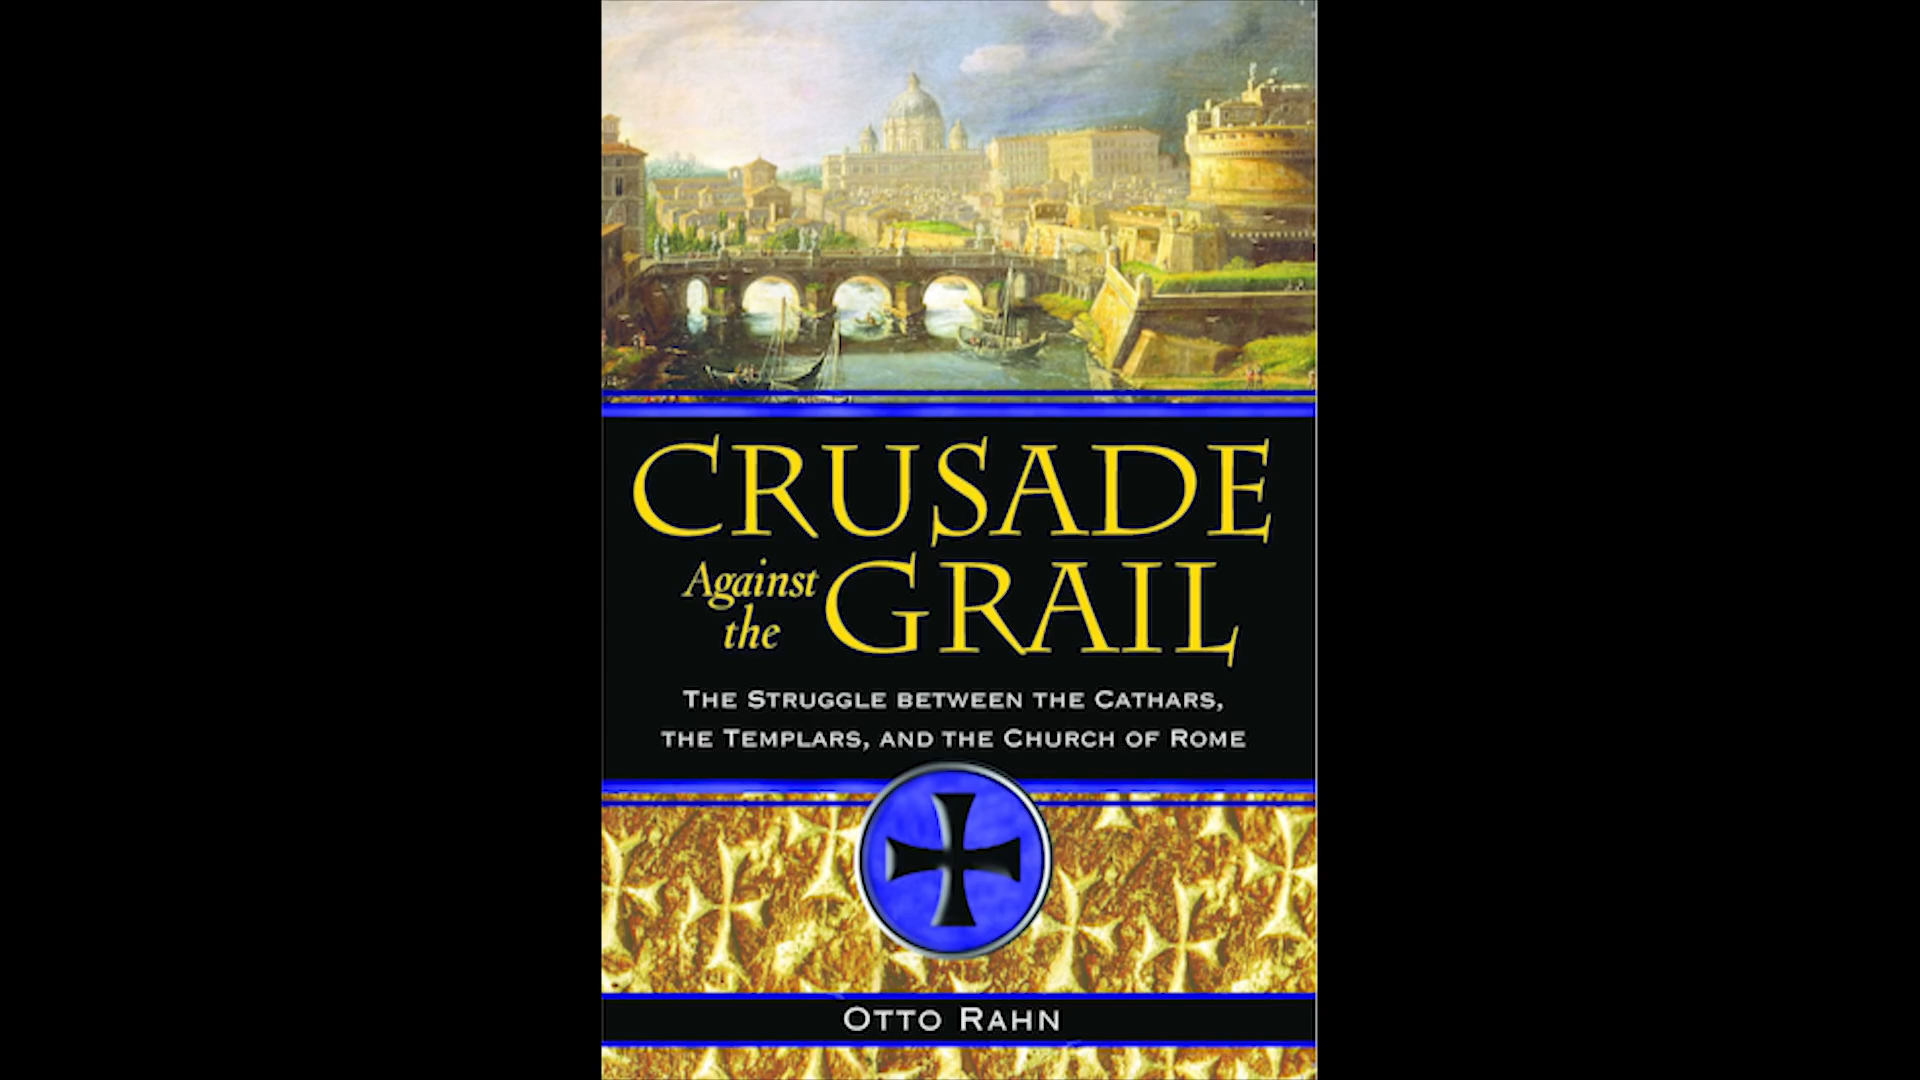 CRUSADE
Against the GRAIL
THE STRUGGLE BETWEEN THE CATHARS,
THE TEMPLARS, AND THE CHURCH OF ROME
OTTO RAHN